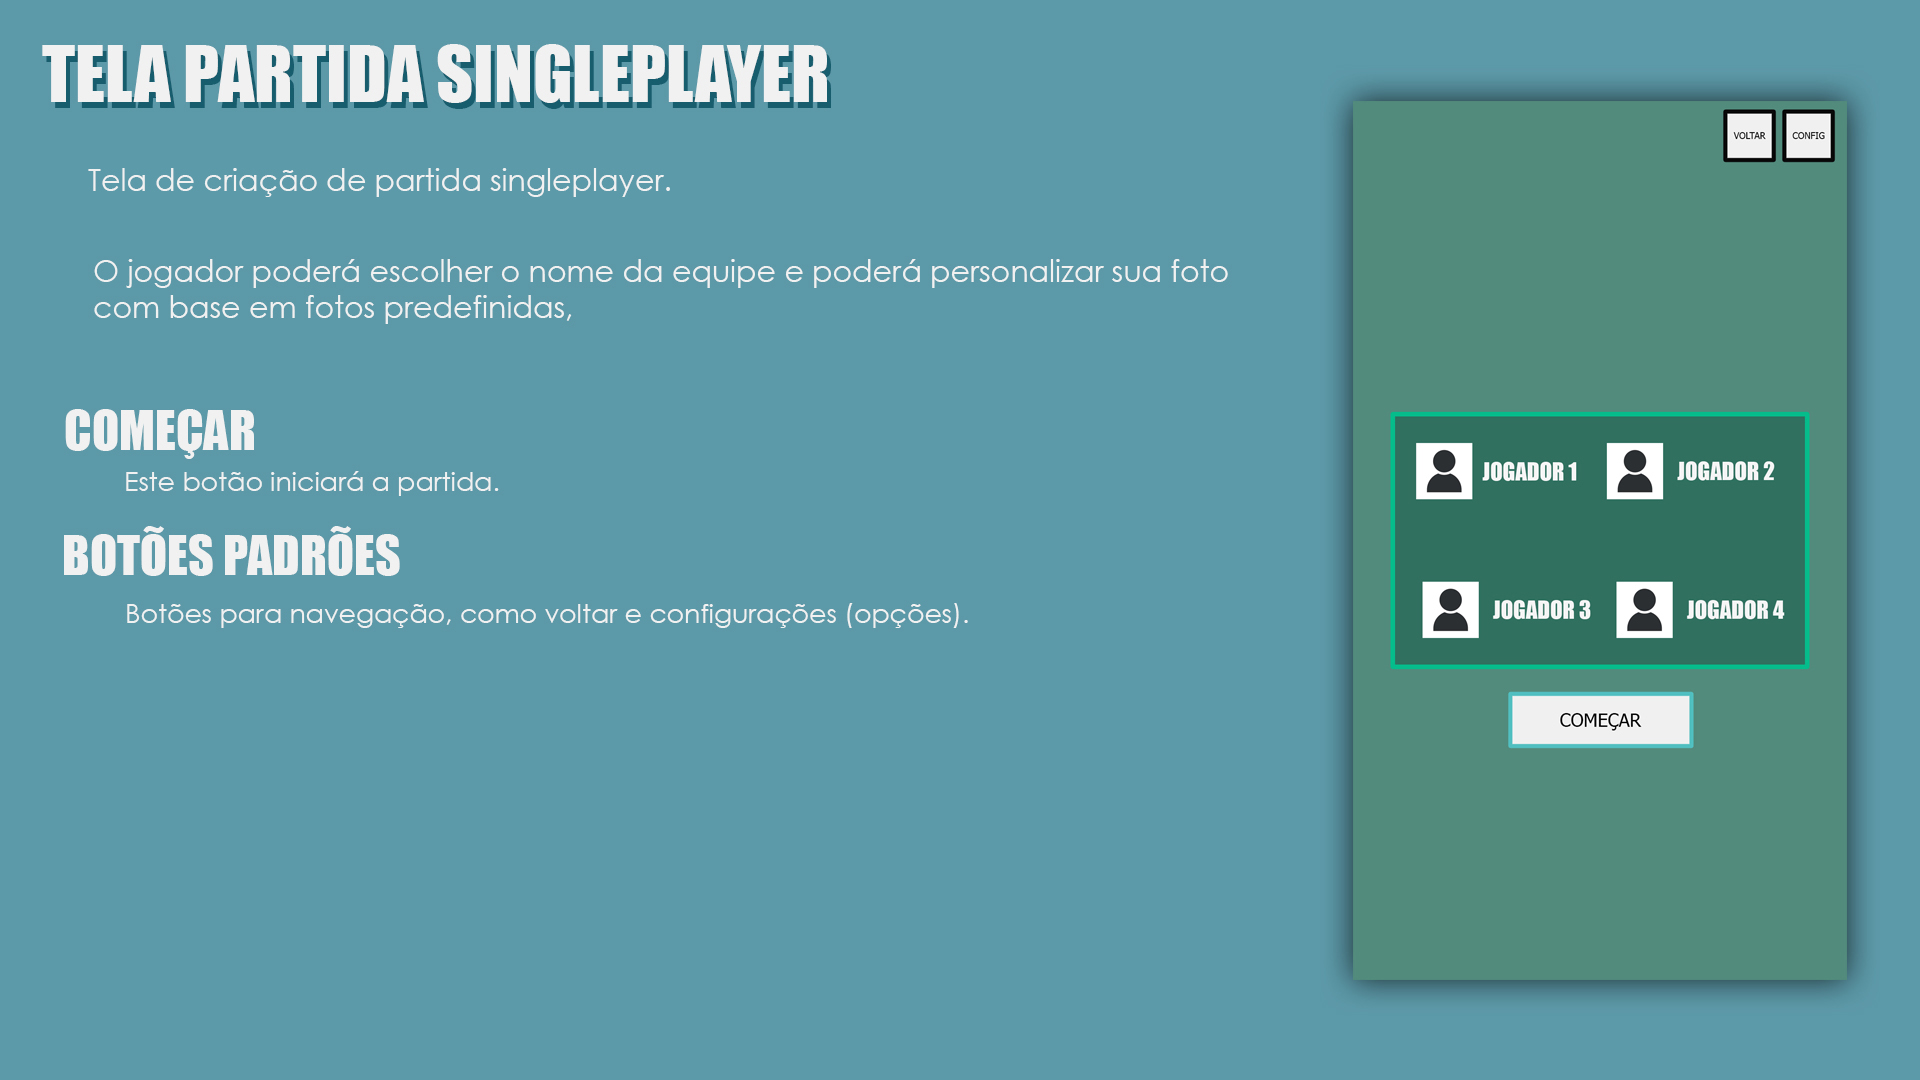 TELA PARTIDA SINGLEPLAYER
Tela de criação de partida singleplayer.
O jogador poderá escolher o nome da equipe e poderá personalizar sua foto
com base em fotos predefinidas,
COMEÇAR
Este botão iniciará a partida.
BOTÕES PADRÕES
Botões para navegação, como voltar e configurações (opções).
VOLTAR CONFIG
JOGADOR 1 JOGADOR 2
JOGADOR 3 JOGADOR 4
COMEÇAR